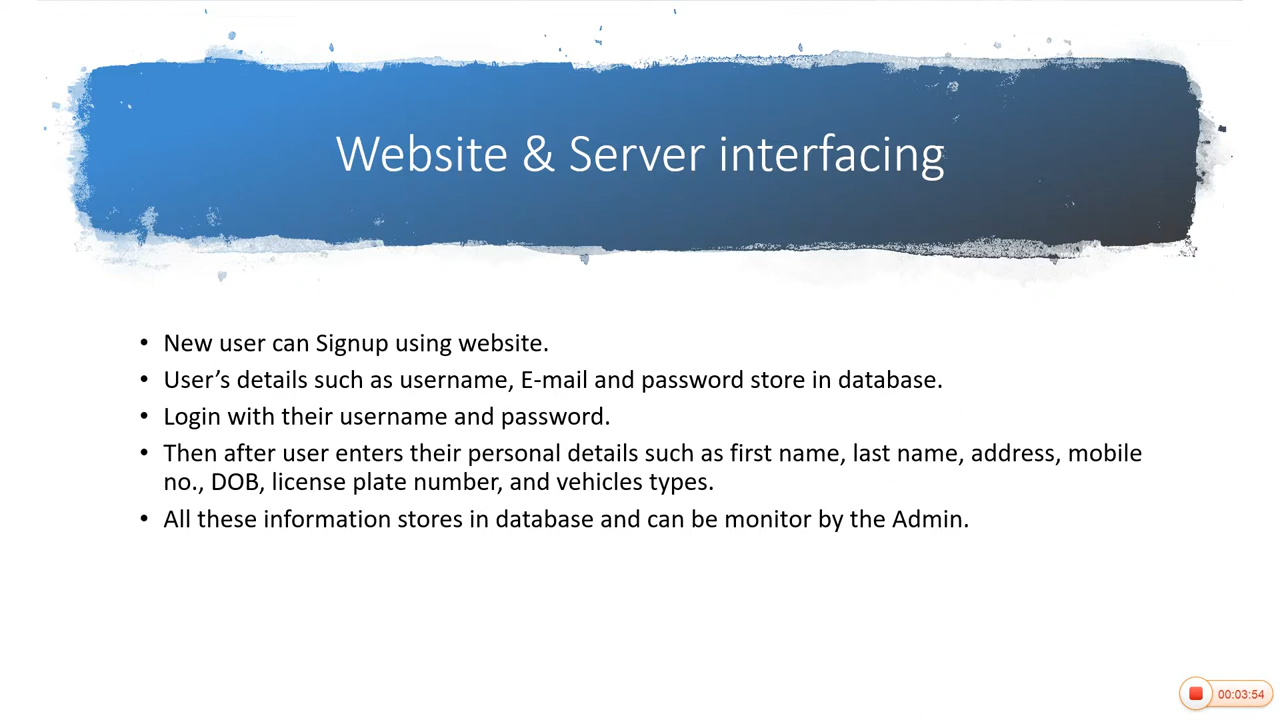 Website & Server interfacing
• New user can Signup using website.
• User’s details such as username, E-mail and password store in database.
• Login with their username and password.
• Then after user enters their personal details such as first name, last name, address, mobile
no., DOB, license plate number, and vehicles types.
• All these information stores in database and can be monitor by the Admin.
00:03:54